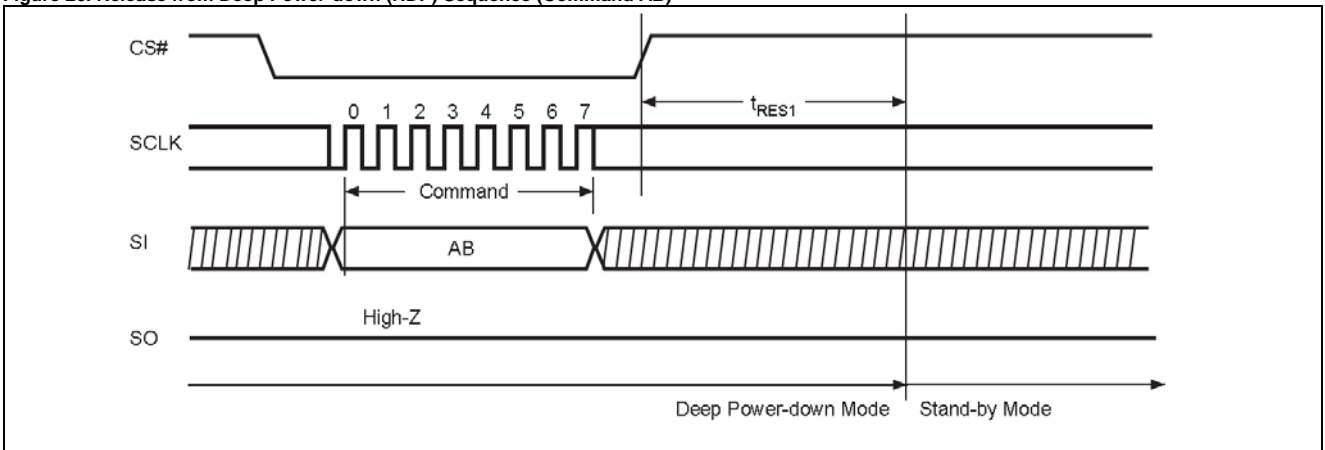 CS#
tRES1
0 1 2 3 4 5 6 7
SCLK
Command
SI
AB
High-Z
SO
Deep Power-down Mode Stand-by Mode